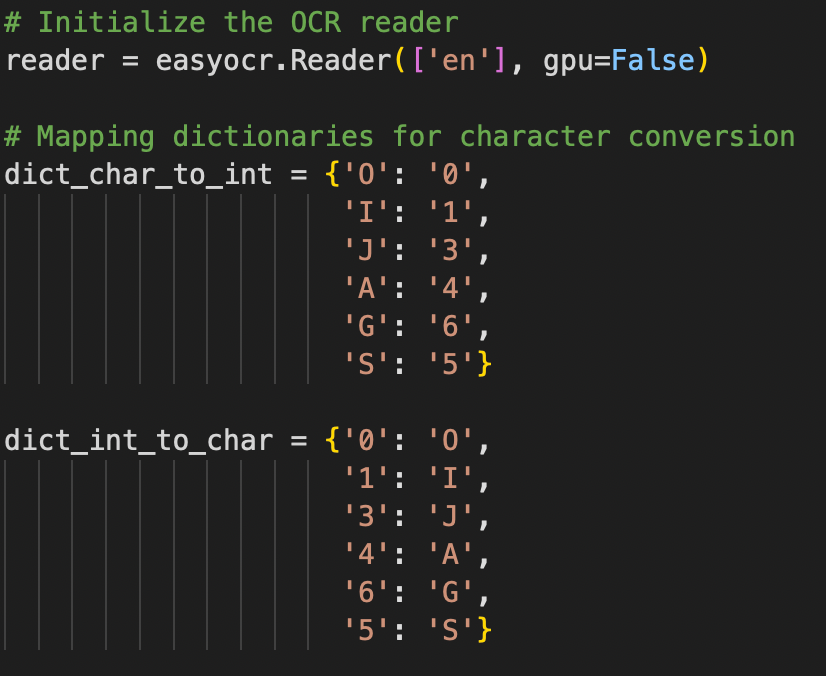 # Initialize the OCR reader
reader = easyocr.Reader(['en'], gpu=False)
# Mapping dictionaries for character conversion
dict_char_to_int = {'O': '0',
'I': '1',
'J': '3',
'A': '4',
'G': '6',
'S': '5'}
dict_int_to_char = {'0': 'O',
'1': 'I',
'3': 'J',
'4': 'A',
'6': 'G',
'5': 'S'}